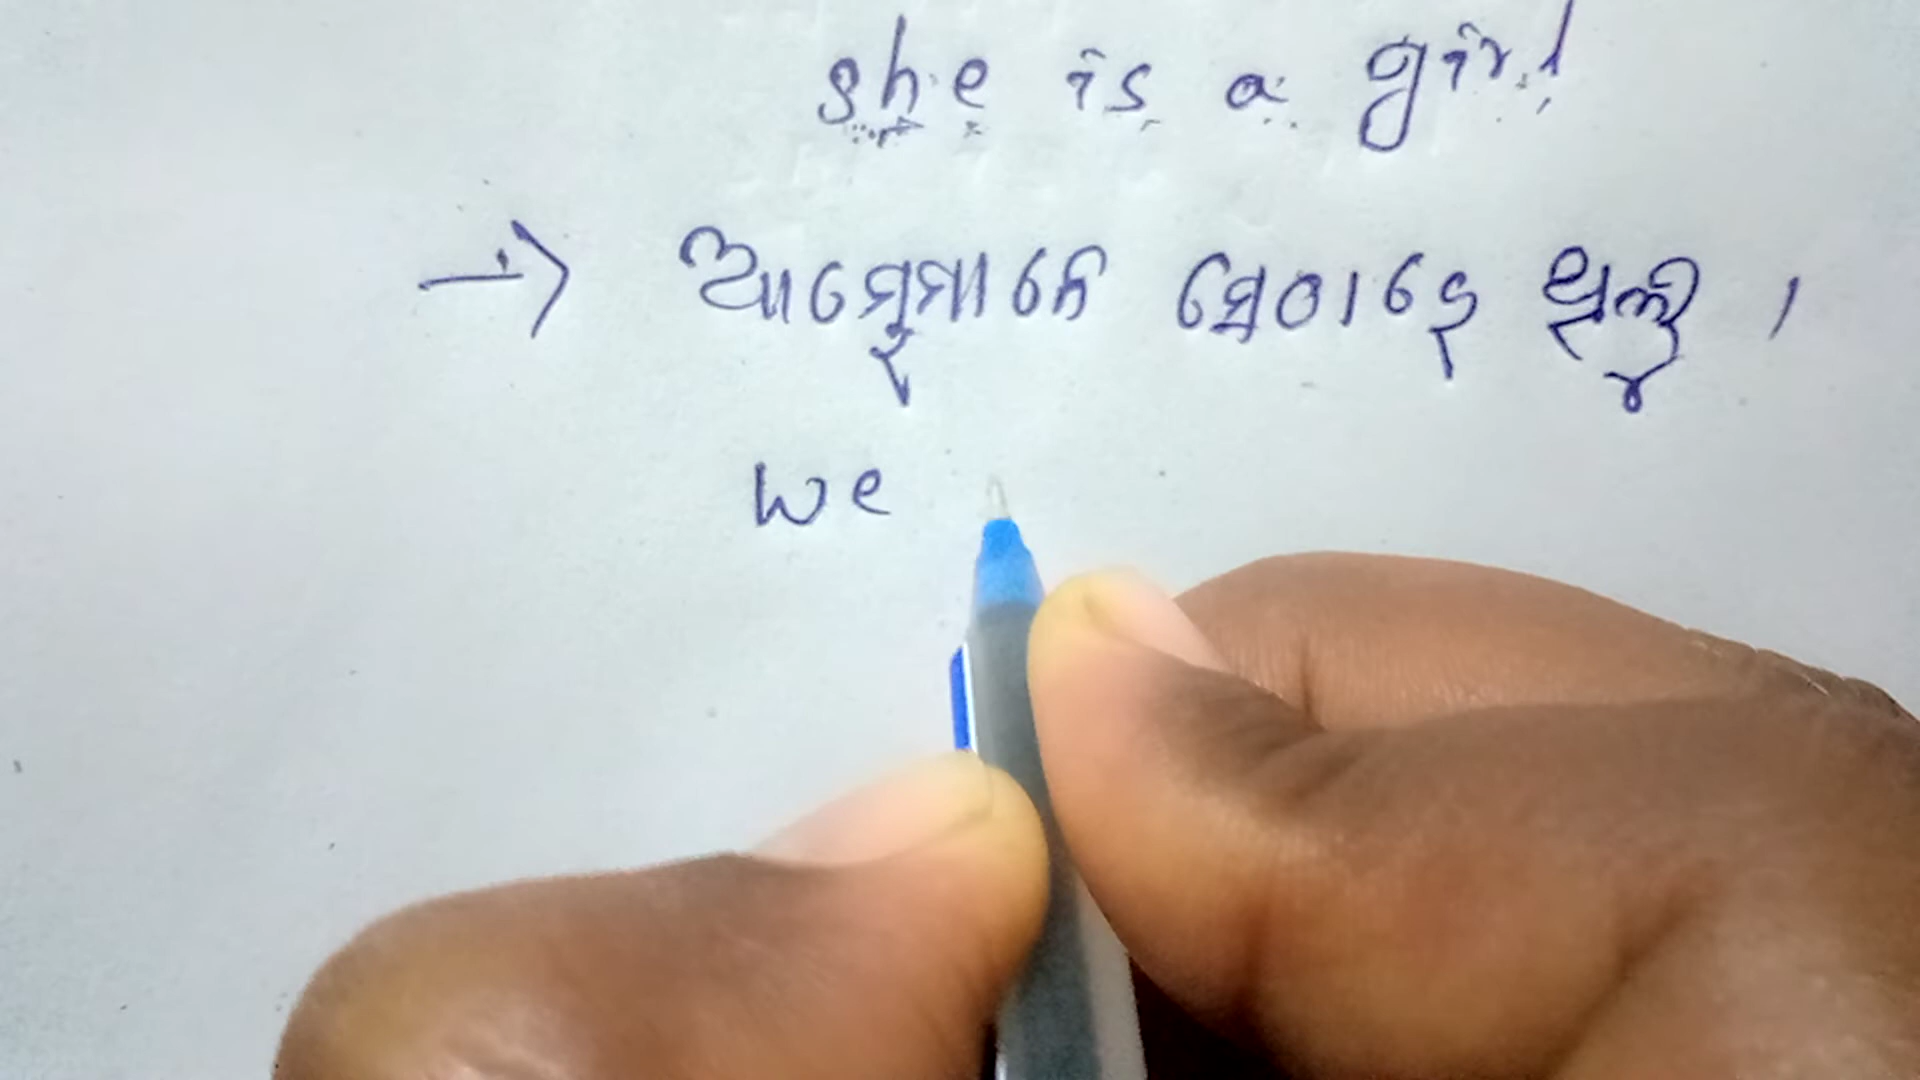 she is a girl
→ ଆମ୍ଭେମାନେ ସେଠାରେ ଥିଲୁ ।
we